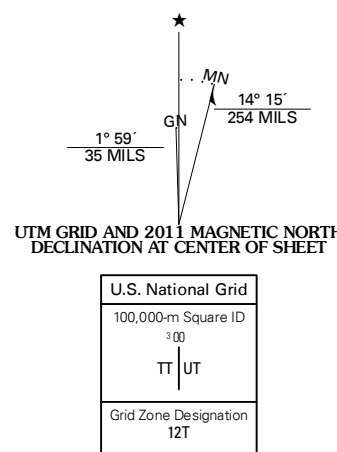 ★
MN
GN
14° 15´
254 MILS
1° 59´
35 MILS
UTM GRID AND 2011 MAGNETIC NORTH
DECLINATION AT CENTER OF SHEET
U.S. National Grid
100,000-m Square ID
³00
TT UT
Grid Zone Designation
12T